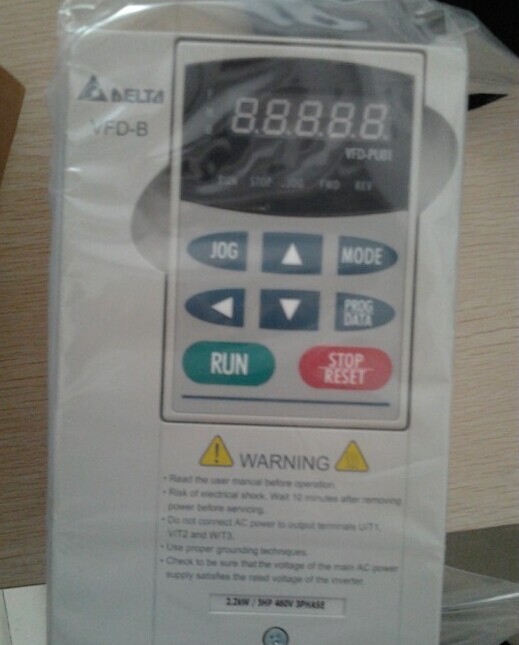 DELTA
VFD-B
8.8.8.8.8.
VFD-PU01
RUN STOP JOG FWD REV
JOG ▲ MODE
◀ ▼ PROG
DATA
RUN STOP
RESET
WARNING
• Read the user manual before operation.
• Risk of electrical shock. Wait 10 minutes after removing
power before servicing.
• Do not connect AC power to output terminals U/T1,
V/T2 and W/T3.
• Use proper grounding techniques.
• Check to be sure that the voltage of the main AC power
supply satisfies the rated voltage of the inverter.
2.2kW / 3HP 460V 3PHASE